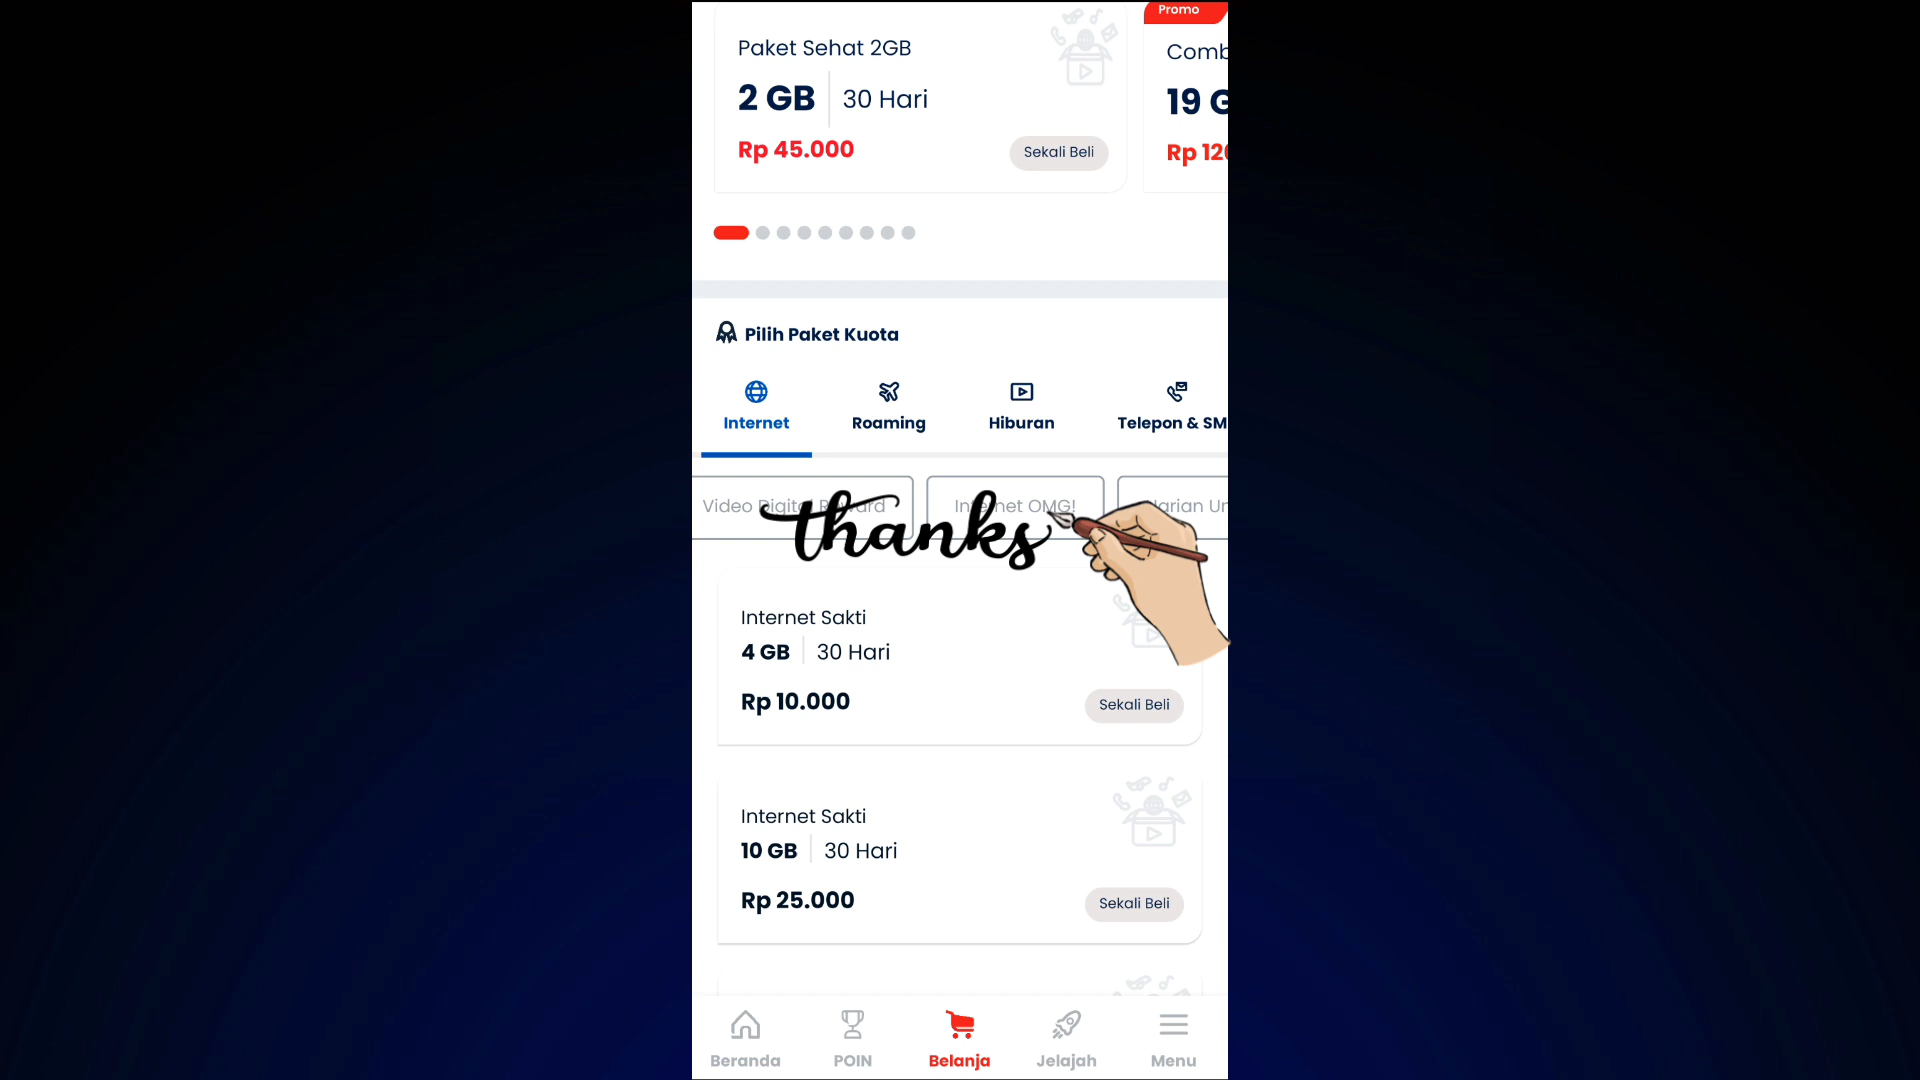 Promo
Paket Sehat 2GB
2 GB 30 Hari
Rp 45.000
Sekali Beli
Comb
19 G
Rp 120
Pilih Paket Kuota
Internet
Roaming
Hiburan
Telepon & SM
Video Digital Reward
Internet OMG!
arian Un
thanks
Internet Sakti
4 GB 30 Hari
Rp 10.000
Sekali Beli
Internet Sakti
10 GB 30 Hari
Rp 25.000
Sekali Beli
Beranda
POIN
Belanja
Jelajah
Menu